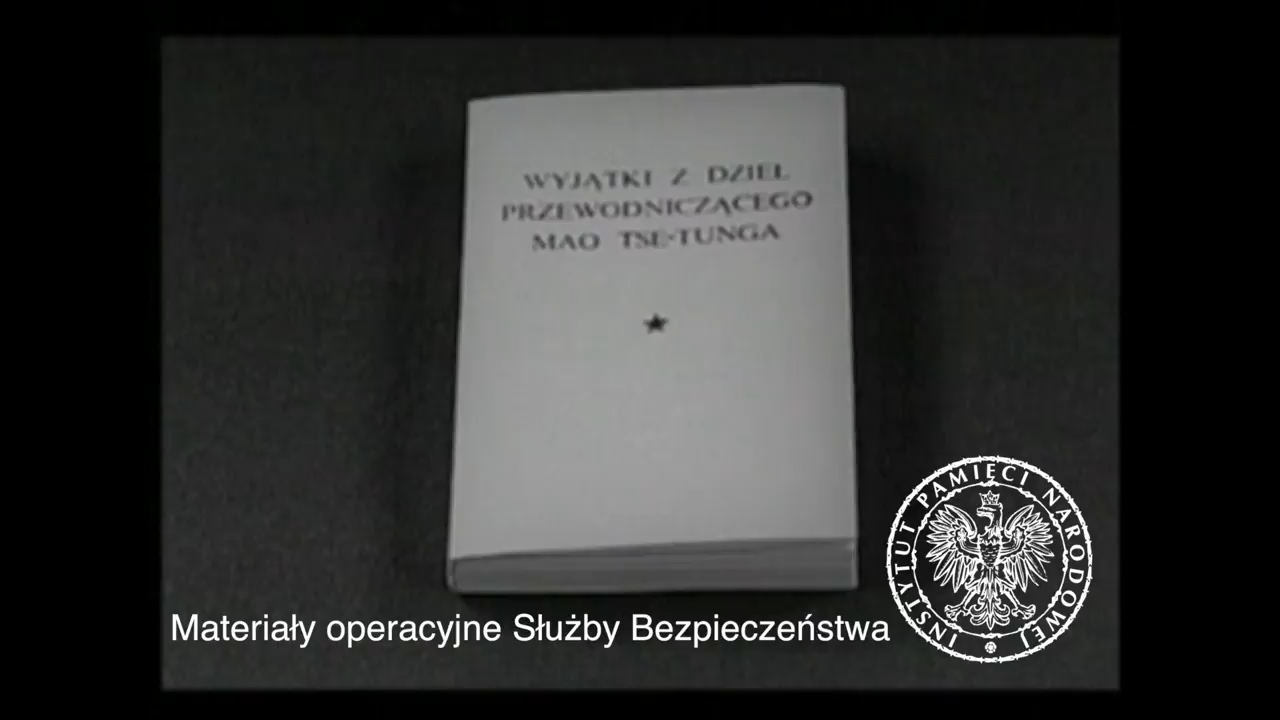 WYJĄTKI Z DZIEŁ
PRZEWODNICZĄCEGO
MAO TSE-TUNGA
Materiały operacyjne Służby Bezpieczeństwa
INSTYTUT PAMIĘCI NARODOWEJ